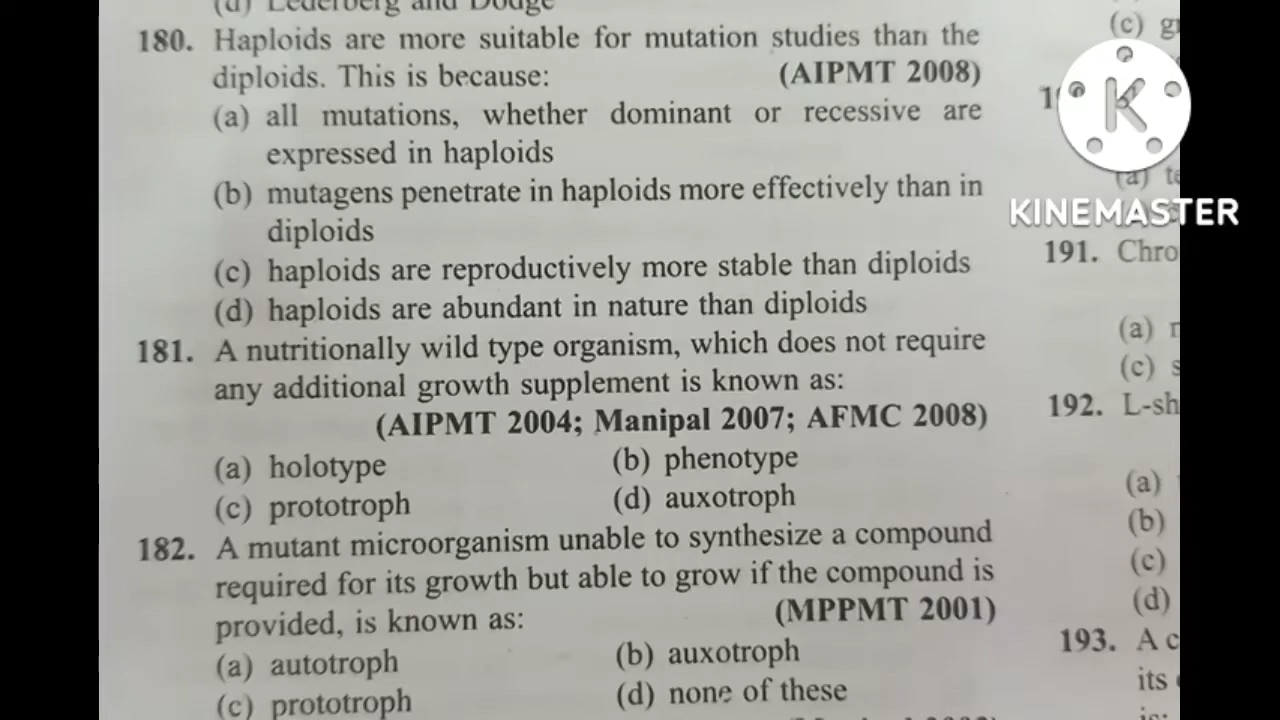 (d) Lederberg and Dodge
180. Haploids are more suitable for mutation studies than the
diploids. This is because: (AIPMT 2008)
(a) all mutations, whether dominant or recessive are
expressed in haploids
(b) mutagens penetrate in haploids more effectively than in
diploids
(c) haploids are reproductively more stable than diploids
(d) haploids are abundant in nature than diploids
181. A nutritionally wild type organism, which does not require
any additional growth supplement is known as:
(AIPMT 2004; Manipal 2007; AFMC 2008)
(a) holotype (b) phenotype
(c) prototroph (d) auxotroph
182. A mutant microorganism unable to synthesize a compound
required for its growth but able to grow if the compound is
provided, is known as: (MPPMT 2001)
(a) autotroph (b) auxotroph
(c) prototroph (d) none of these
(c)
K
KINEMASTER
(a)
191. Chro
(a)
(c)
192. L-sh
(a)
(b)
(c)
(d)
193. A c
its
is: